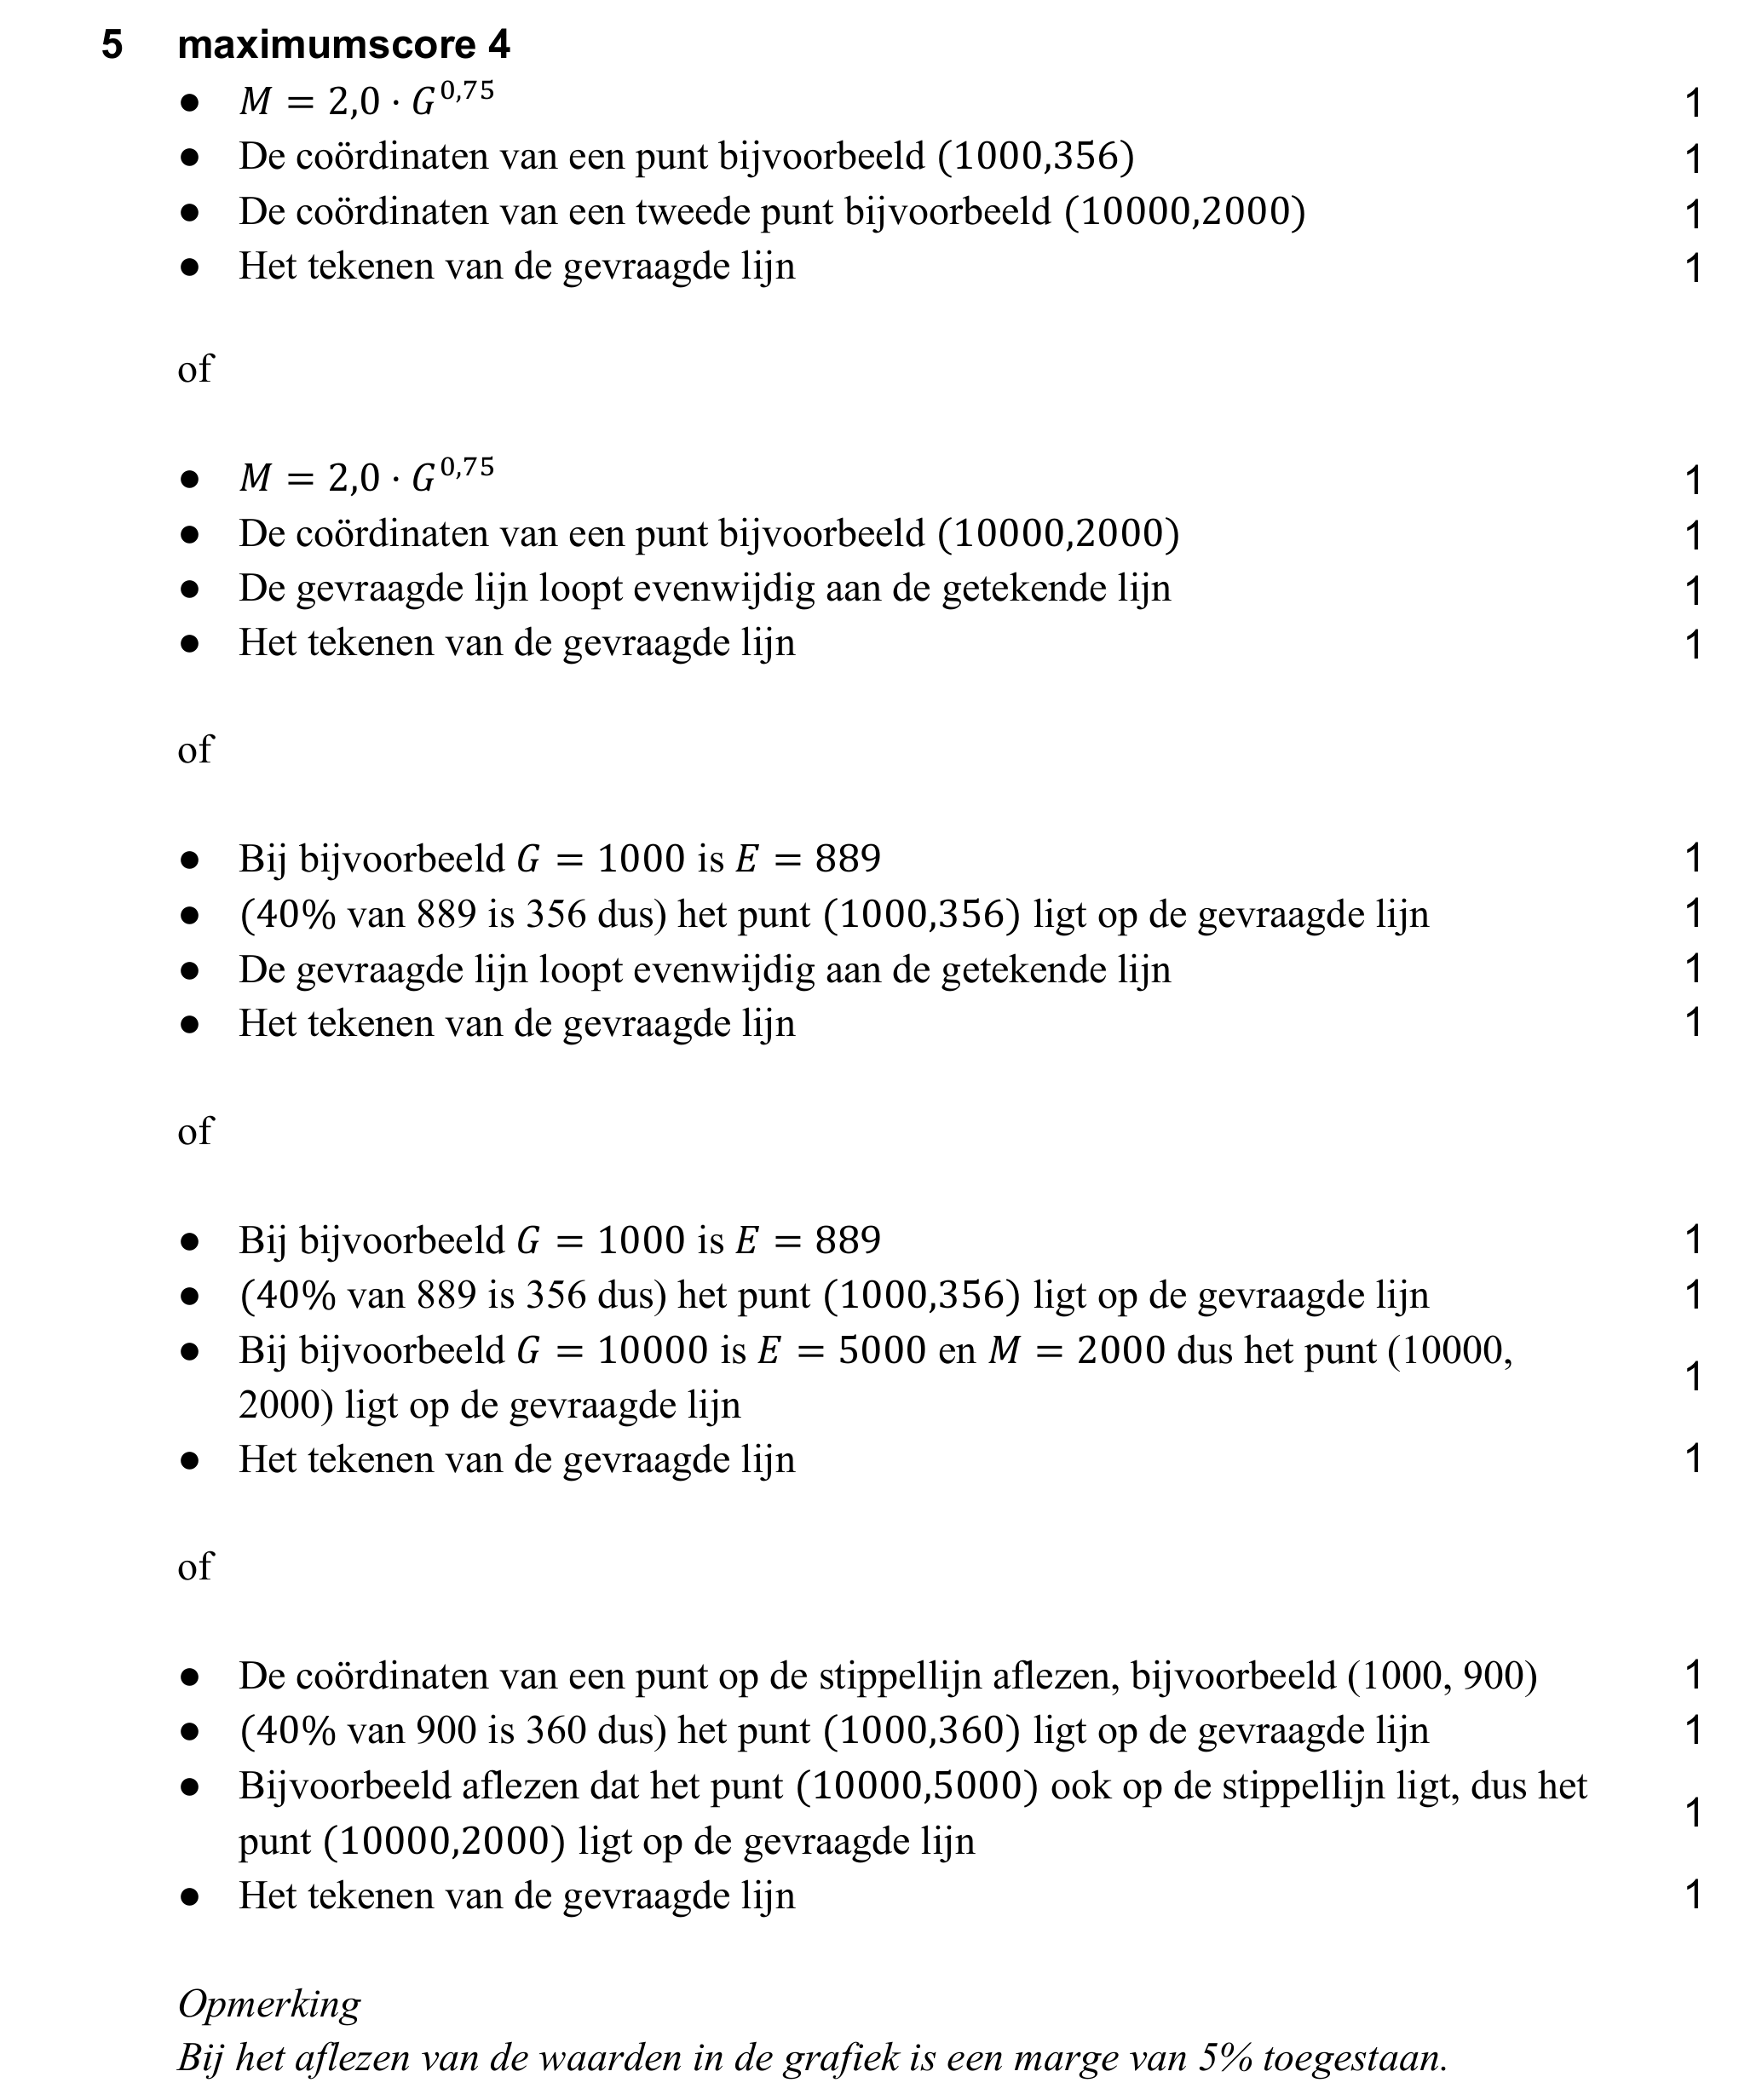 5 maximumscore 4
● M = 2,0 · G^0,75 1
● De coördinaten van een punt bijvoorbeeld (1000,356) 1
● De coördinaten van een tweede punt bijvoorbeeld (10000,2000) 1
● Het tekenen van de gevraagde lijn 1
of
● M = 2,0 · G^0,75 1
● De coördinaten van een punt bijvoorbeeld (10000,2000) 1
● De gevraagde lijn loopt evenwijdig aan de getekende lijn 1
● Het tekenen van de gevraagde lijn 1
of
● Bij bijvoorbeeld G = 1000 is E = 889 1
● (40% van 889 is 356 dus) het punt (1000,356) ligt op de gevraagde lijn 1
● De gevraagde lijn loopt evenwijdig aan de getekende lijn 1
● Het tekenen van de gevraagde lijn 1
of
● Bij bijvoorbeeld G = 1000 is E = 889 1
● (40% van 889 is 356 dus) het punt (1000,356) ligt op de gevraagde lijn 1
● Bij bijvoorbeeld G = 10000 is E = 5000 en M = 2000 dus het punt (10000,
2000) ligt op de gevraagde lijn 1
● Het tekenen van de gevraagde lijn 1
of
● De coördinaten van een punt op de stippellijn aflezen, bijvoorbeeld (1000, 900) 1
● (40% van 900 is 360 dus) het punt (1000,360) ligt op de gevraagde lijn 1
● Bijvoorbeeld aflezen dat het punt (10000,5000) ook op de stippellijn ligt, dus het
punt (10000,2000) ligt op de gevraagde lijn 1
● Het tekenen van de gevraagde lijn 1
Opmerking
Bij het aflezen van de waarden in de grafiek is een marge van 5% toegestaan.